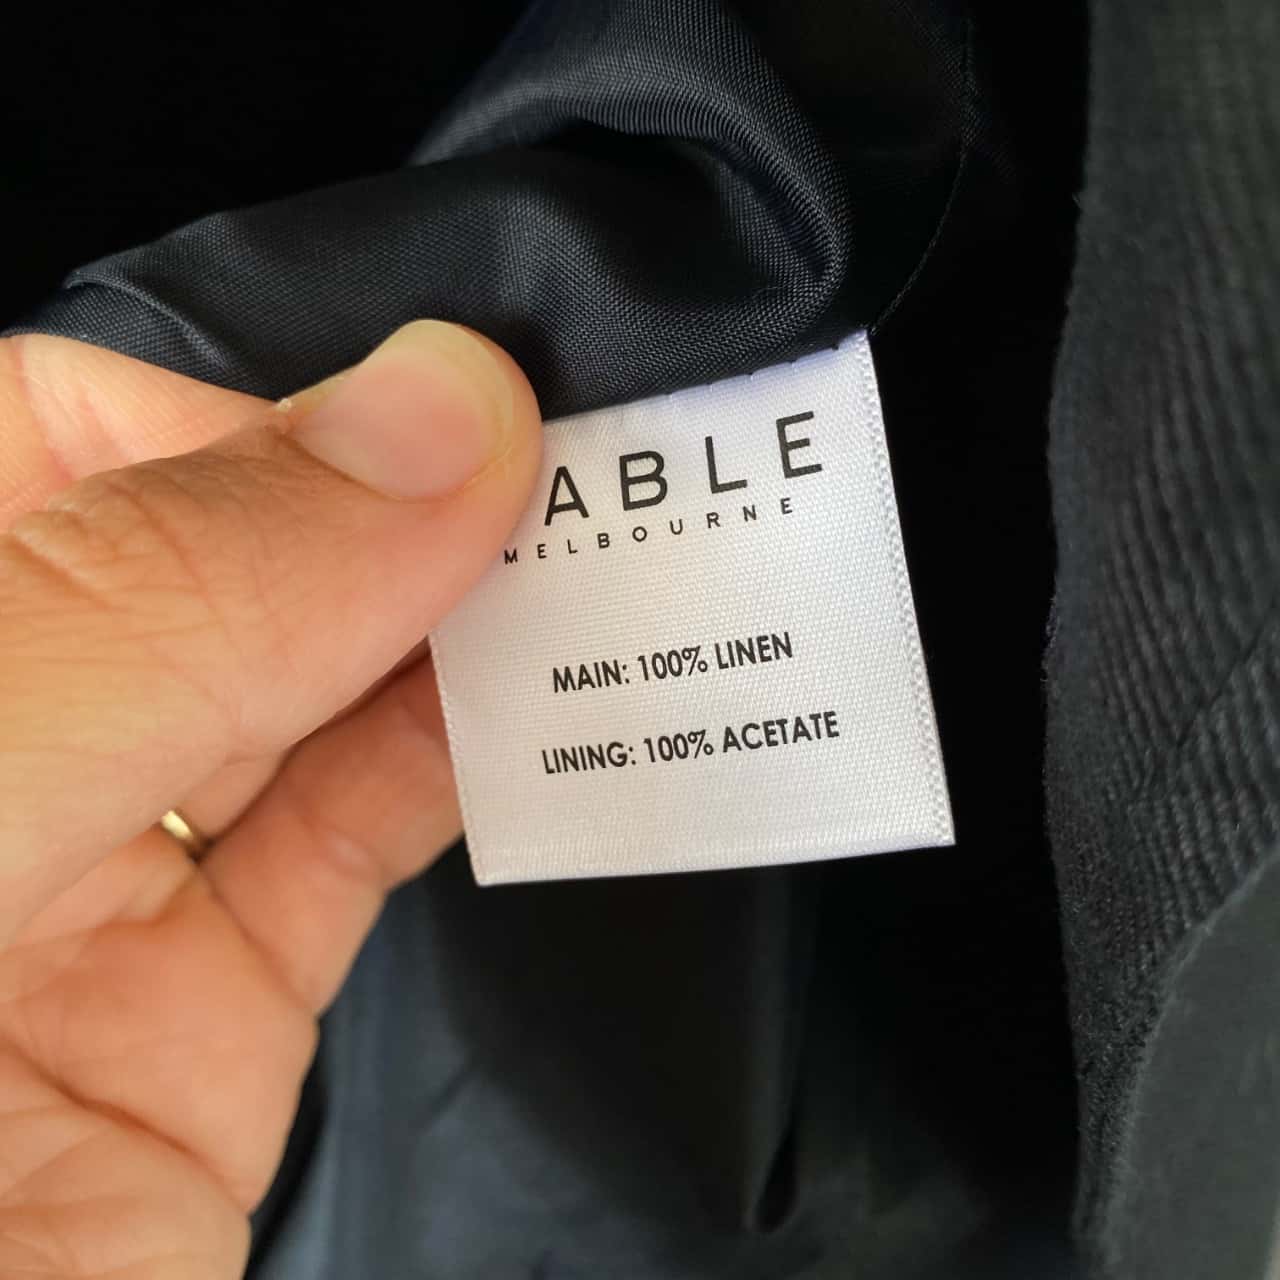 ABLE
MELBOURNE
MAIN: 100% LINEN
LINING: 100% ACETATE